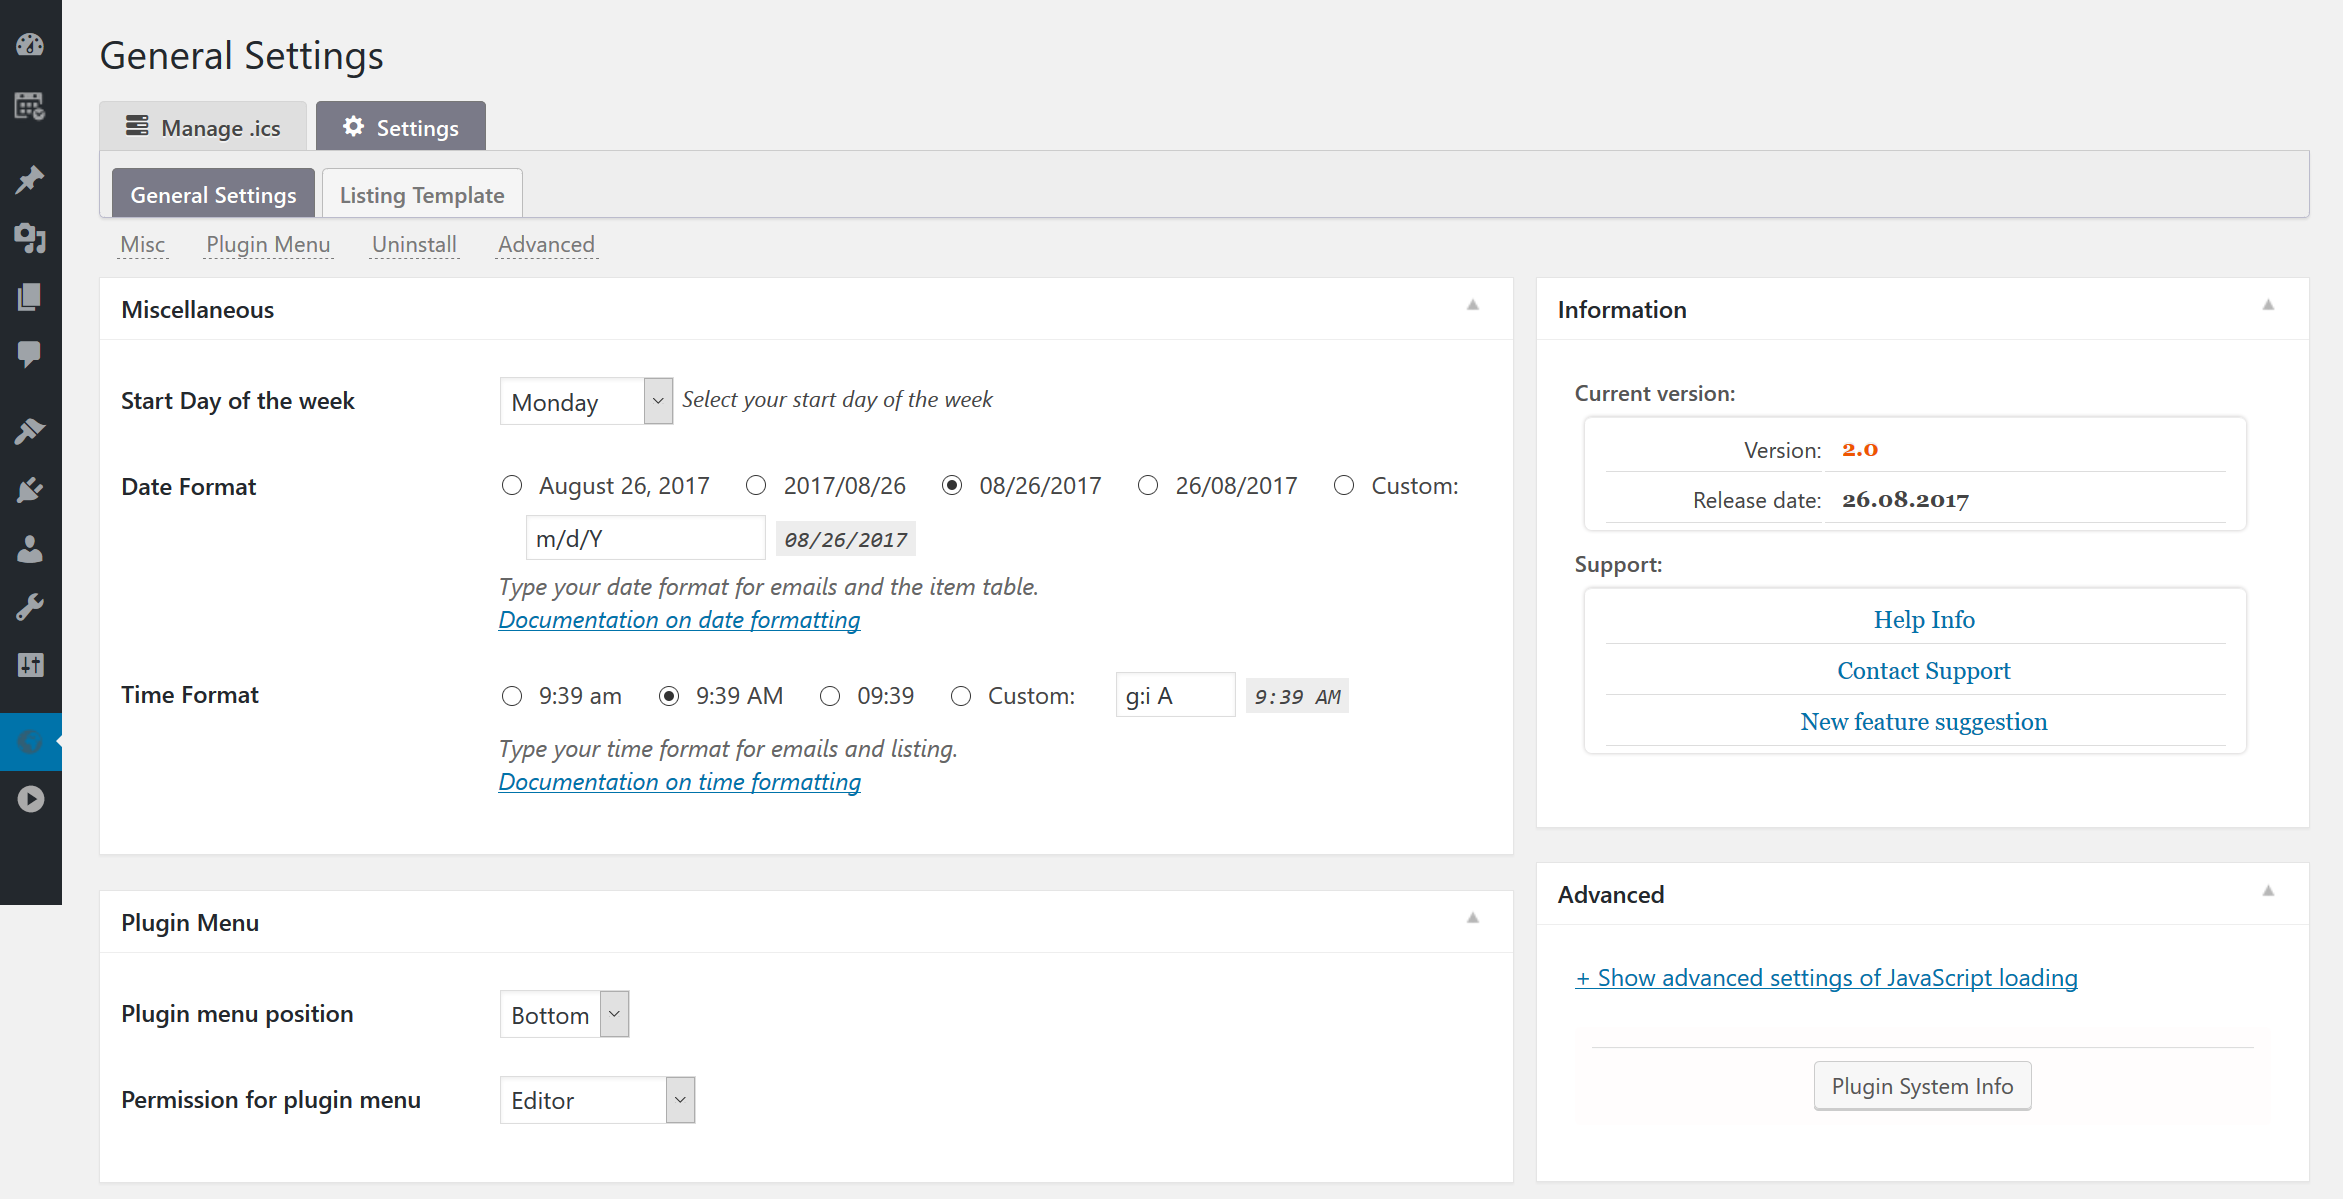 General Settings
Manage .ics
Settings
General Settings
Listing Template
Misc
Plugin Menu
Uninstall
Advanced
Miscellaneous
Start Day of the week
Monday
Select your start day of the week
Date Format
August 26, 2017
2017/08/26
08/26/2017
26/08/2017
Custom:
m/d/Y
08/26/2017
Type your date format for emails and the item table.
Documentation on date formatting
Time Format
9:39 am
9:39 AM
09:39
Custom:
g:i A
9:39 AM
Type your time format for emails and listing.
Documentation on time formatting
Plugin Menu
Plugin menu position
Bottom
Permission for plugin menu
Editor
Information
Current version:
Version: 2.0
Release date: 26.08.2017
Support:
Help Info
Contact Support
New feature suggestion
Advanced
+ Show advanced settings of JavaScript loading
Plugin System Info